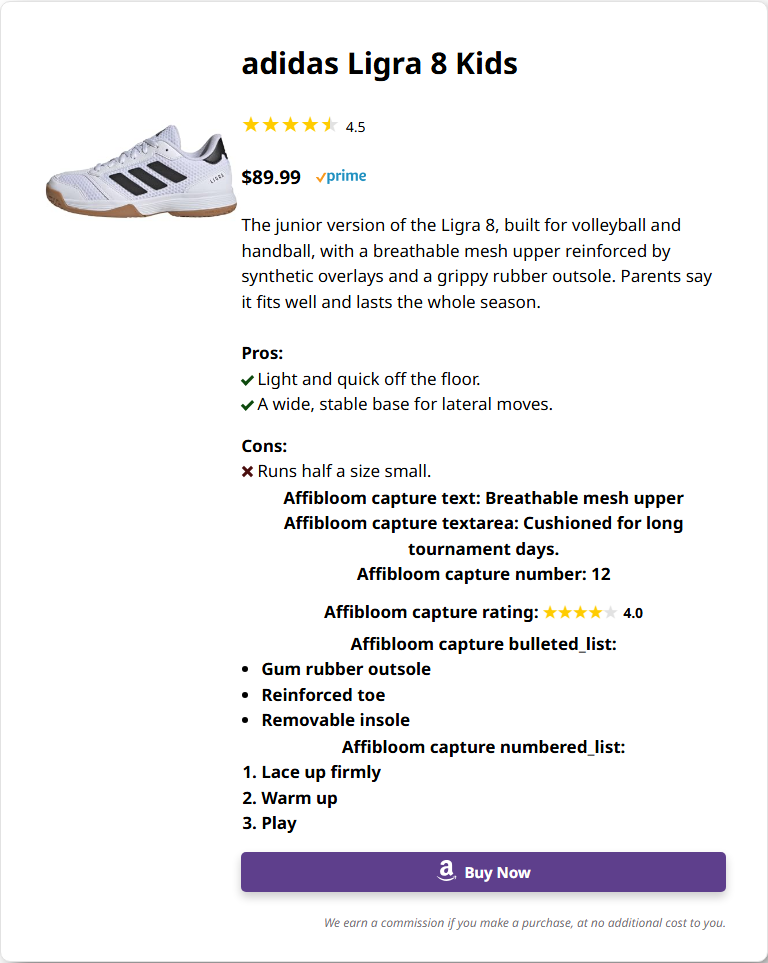 adidas Ligra 8 Kids
4.5
$89.99 prime
LIGRA
The junior version of the Ligra 8, built for volleyball and
handball, with a breathable mesh upper reinforced by
synthetic overlays and a grippy rubber outsole. Parents say
it fits well and lasts the whole season.
Pros:
Light and quick off the floor.
A wide, stable base for lateral moves.
Cons:
Runs half a size small.
Affibloom capture text: Breathable mesh upper
Affibloom capture textarea: Cushioned for long
tournament days.
Affibloom capture number: 12
Affibloom capture rating: 4.0
Affibloom capture bulleted_list:
• Gum rubber outsole
• Reinforced toe
• Removable insole
Affibloom capture numbered_list:
1. Lace up firmly
2. Warm up
3. Play
Buy Now
We earn a commission if you make a purchase, at no additional cost to you.